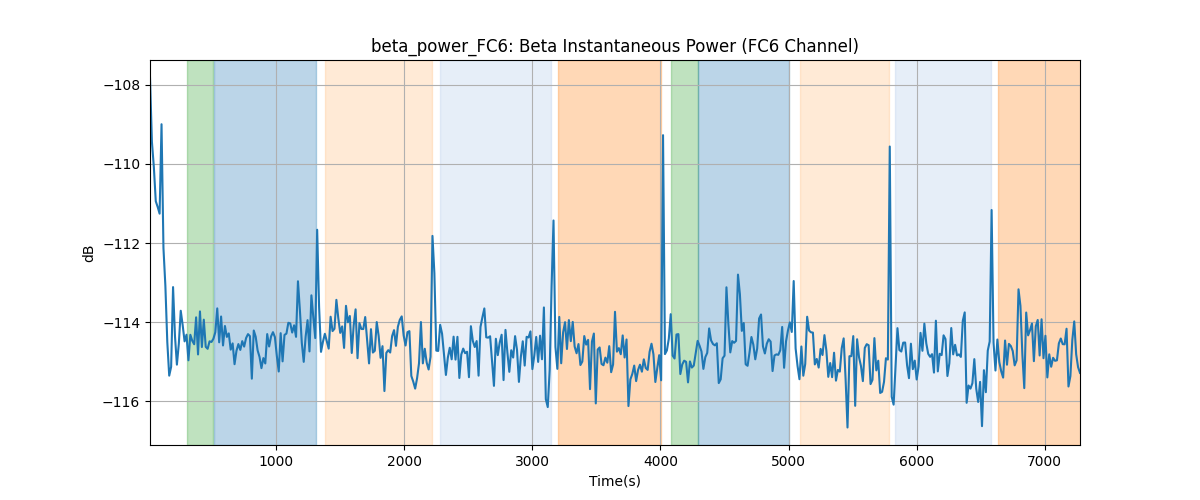 beta_power_FC6: Beta Instantaneous Power (FC6 Channel)
dB
−108
−110
−112
−114
−116
1000 2000 3000 4000 5000 6000 7000
Time(s)